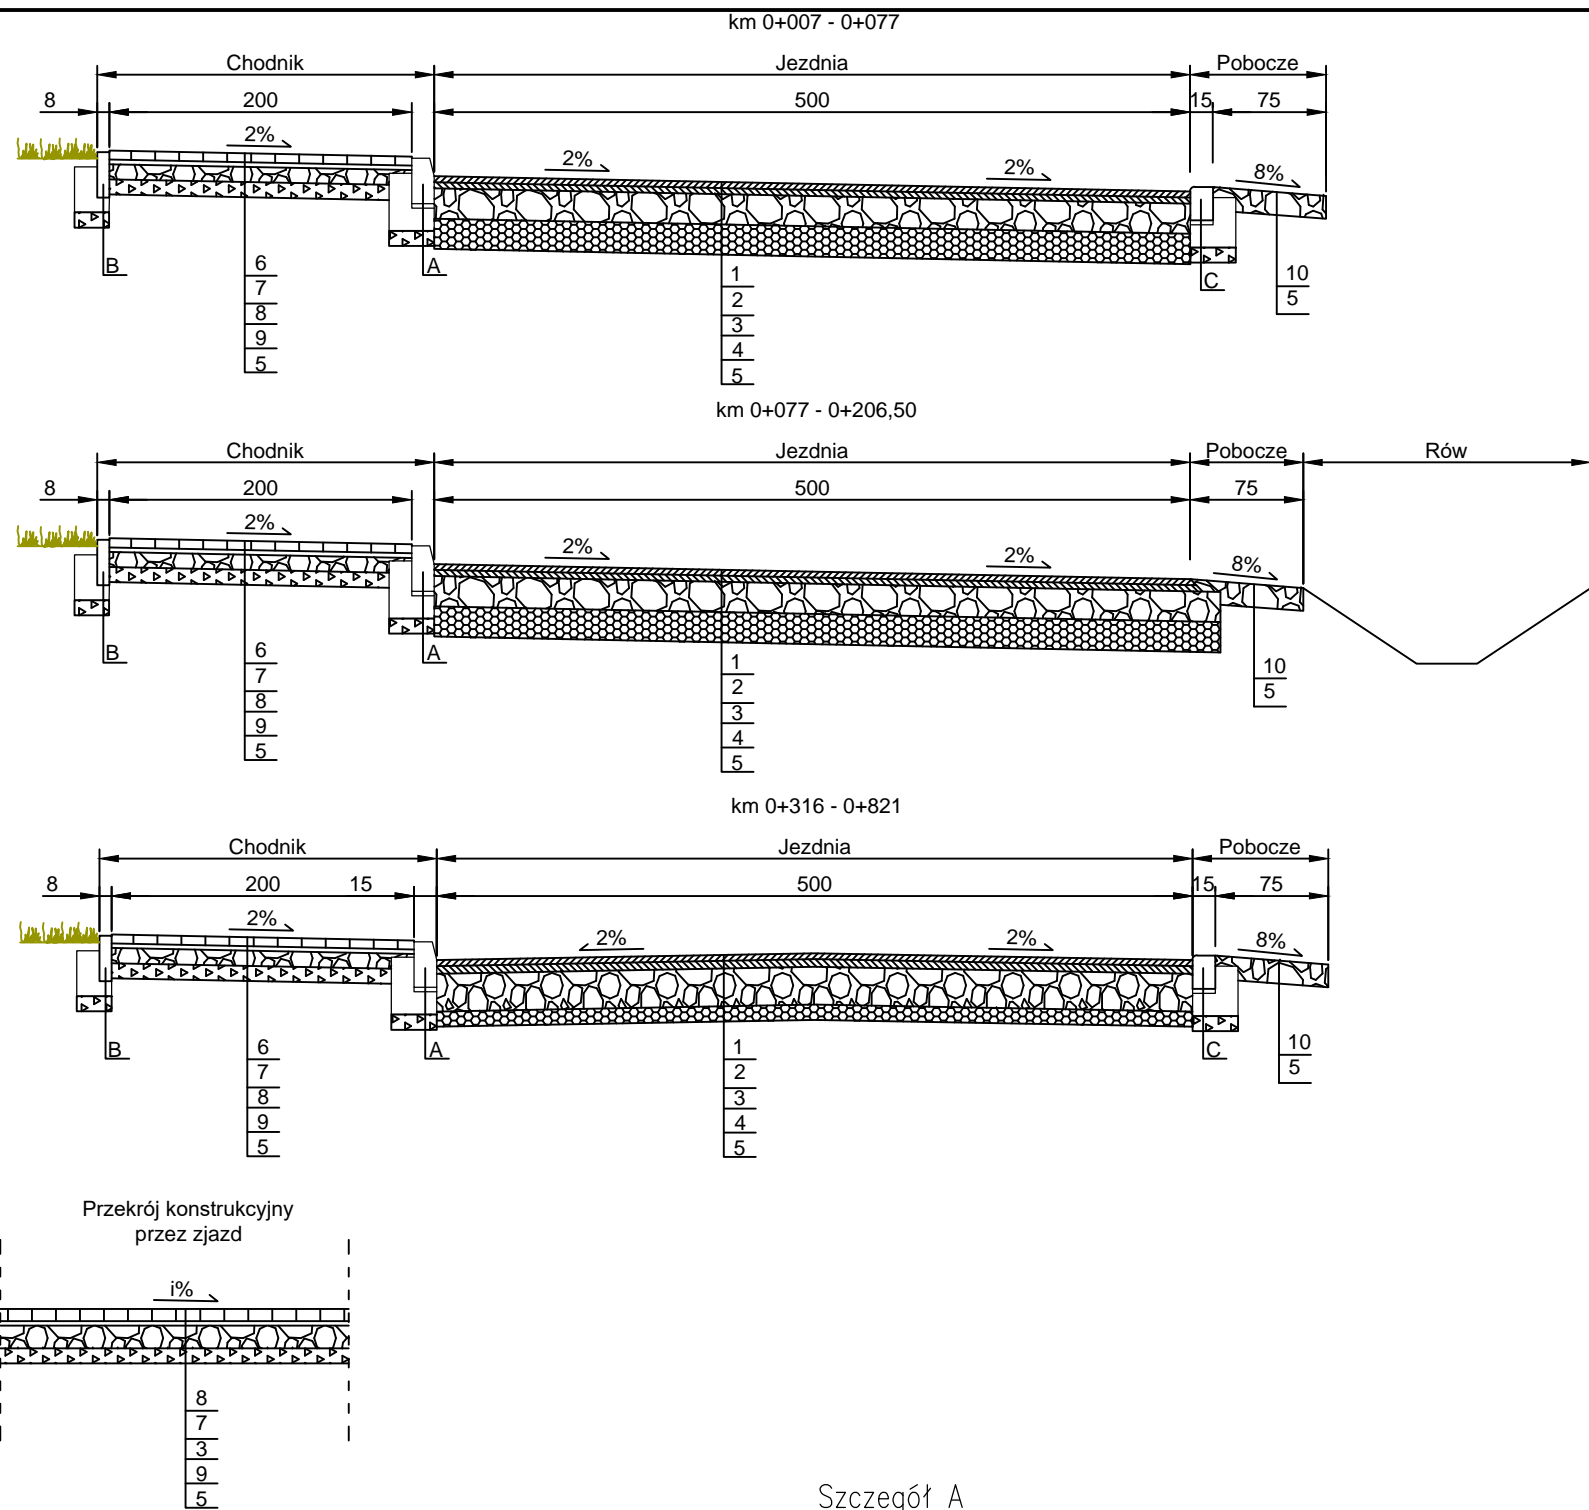 km 0+007 - 0+077
Chodnik Jezdnia Pobocze
8 200 500 15 75
2% 2% 2% 8%
B A C
6
7
8
9
5
1
2
3
4
5
10
5
km 0+077 - 0+206,50
Chodnik Jezdnia Pobocze Rów
8 200 500 75
2% 2% 2% 8%
B A
6
7
8
9
5
1
2
3
4
5
10
5
km 0+316 - 0+821
Chodnik Jezdnia Pobocze
8 200 15 500 15 75
2% 2% 2% 8%
B A C
6
7
8
9
5
1
2
3
4
5
10
5
Przekrój konstrukcyjny
przez zjazd
i%
8
7
3
9
5
Szczegół A